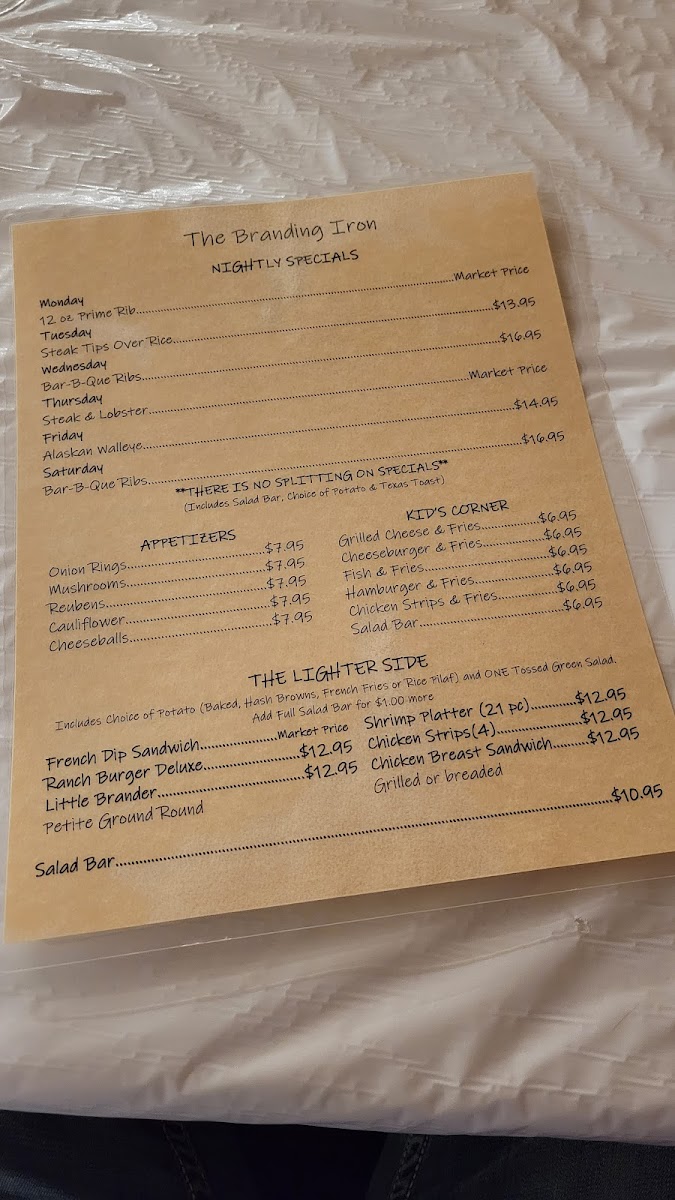 The Branding Iron
NIGHTLY SPECIALS
Monday
12 oz Prime Rib....................Market Price
Tuesday
Steak Tips Over Rice....................$13.95
Wednesday
Bar-B-Que Ribs....................$16.95
Thursday
Steak & Lobster....................Market Price
Friday
Alaskan Walleye....................$14.95
Saturday
Bar-B-Que Ribs....................$16.95
**THERE IS NO SPLITTING ON SPECIALS**
(Includes Salad Bar, Choice of Potato & Texas Toast)
APPETIZERS
Onion Rings....................$7.95
Mushrooms....................$7.95
Reubens....................$7.95
Cauliflower....................$7.95
Cheeseballs....................$7.95
KID'S CORNER
Grilled Cheese & Fries..........$6.95
Cheeseburger & Fries..........$6.95
Fish & Fries..........$6.95
Hamburger & Fries..........$6.95
Chicken Strips & Fries..........$6.95
Salad Bar..........$6.95
THE LIGHTER SIDE
Includes Choice of Potato (Baked, Hash Browns, French Fries or Rice Pilaf) and ONE Tossed Green Salad.
Add Full Salad Bar for $1.00 more
French Dip Sandwich..........Market Price
Ranch Burger Deluxe..........$12.95
Little Brander..........$12.95
Petite Ground Round
Shrimp Platter (21 pc)..........$12.95
Chicken Strips(4)..........$12.95
Chicken Breast Sandwich..........$12.95
Grilled or breaded
Salad Bar....................$10.95